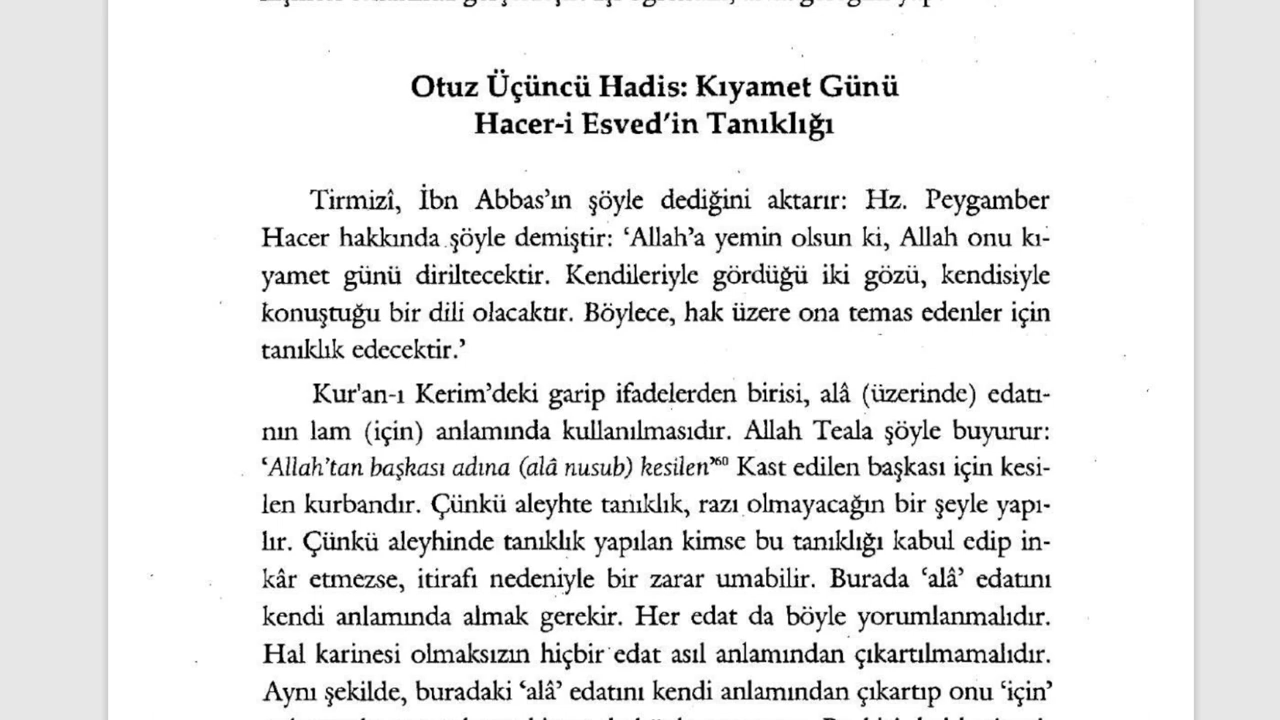 Otuz Üçüncü Hadis: Kıyamet Günü
Hacer-i Esved'in Tanıklığı
Tirmizî, İbn Abbas'ın şöyle dediğini aktarır: Hz. Peygamber
Hacer hakkında şöyle demiştir: 'Allah'a yemin olsun ki, Allah onu kı-
yamet günü diriltecektir. Kendileriyle gördüğü iki gözü, kendisiyle
konuştuğu bir dili olacaktır. Böylece, hak üzere ona temas edenler için
tanıklık edecektir.'
Kur'an-ı Kerim'deki garip ifadelerden birisi, alâ (üzerinde) edatı-
nın lam (için) anlamında kullanılmasıdır. Allah Teala şöyle buyurur:
'Allah'tan başkası adına (alâ nusub) kesilen'⁶⁰ Kast edilen başkası için kesi-
len kurbandır. Çünkü aleyhte tanıklık, razı olmayacağın bir şeyle yapı-
lır. Çünkü aleyhinde tanıklık yapılan kimse bu tanıklığı kabul edip in-
kâr etmezse, itirafı nedeniyle bir zarar umabilir. Burada 'alâ' edatını
kendi anlamında almak gerekir. Her edat da böyle yorumlanmalıdır.
Hal karinesi olmaksızın hiçbir edat asıl anlamından çıkartılmamalıdır.
Aynı şekilde, buradaki 'alâ' edatını kendi anlamından çıkartıp onu 'için'